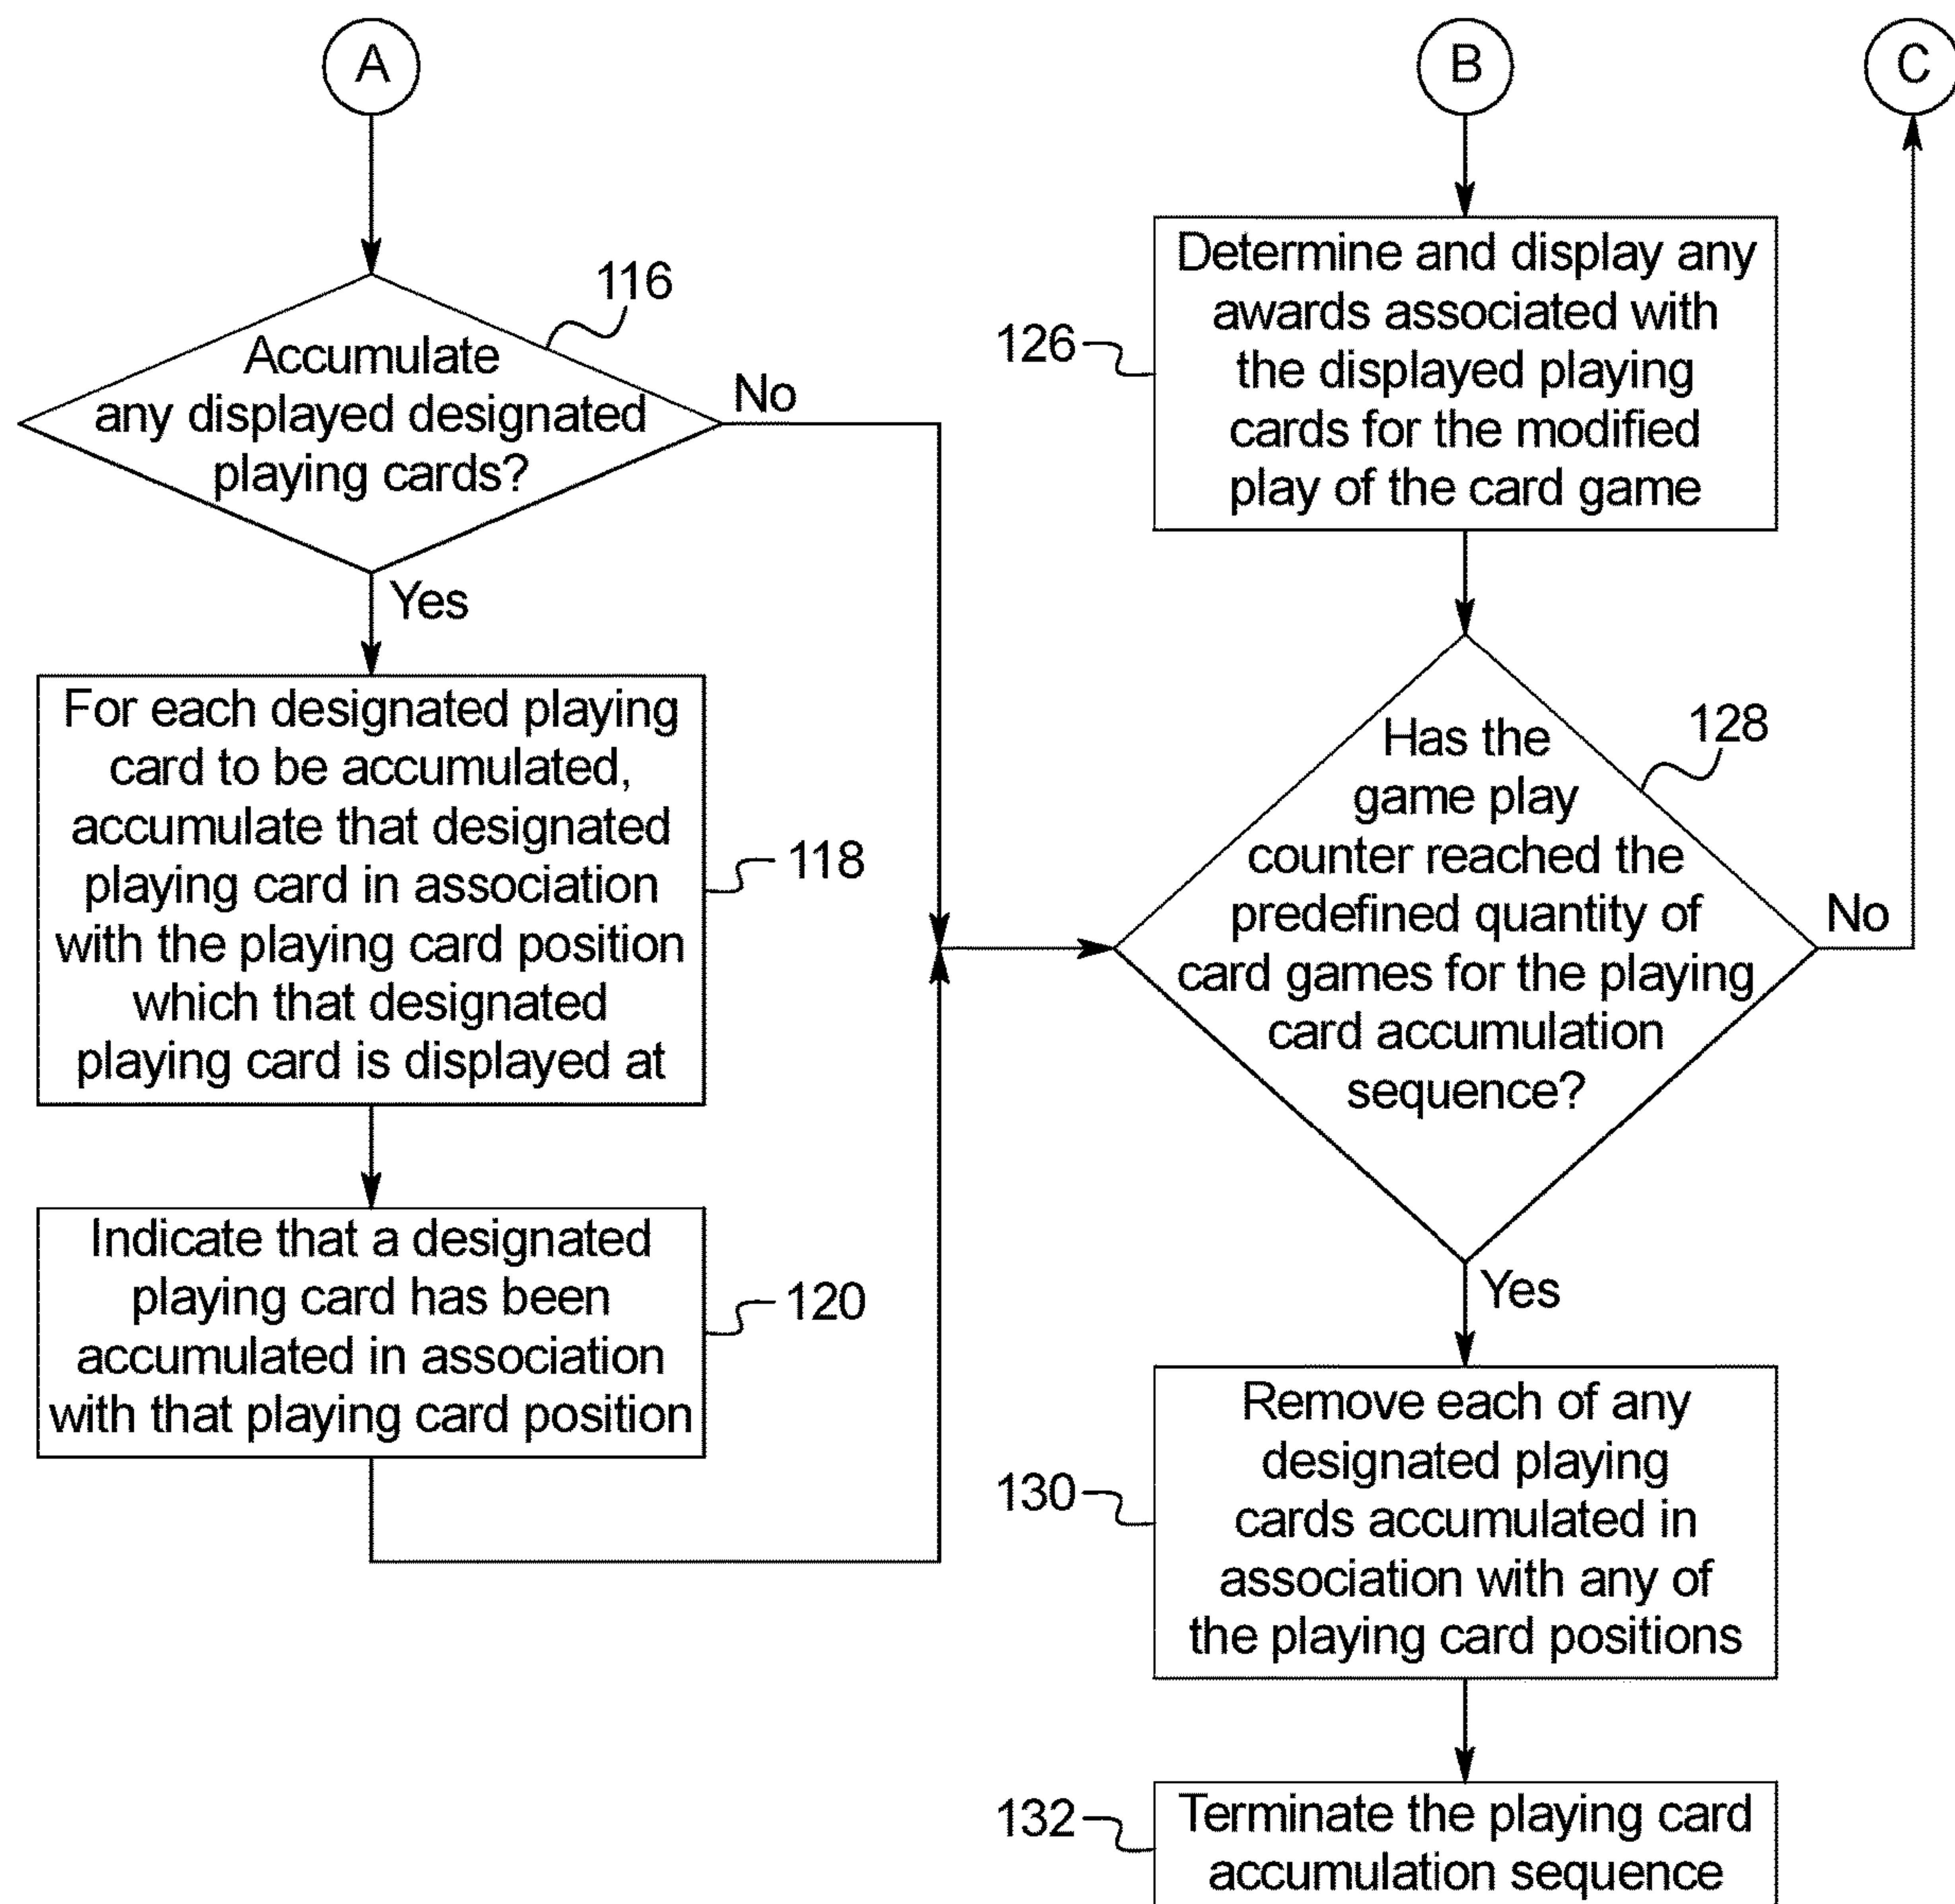 A
116
Accumulate
any displayed designated
playing cards?
No
Yes
For each designated playing
card to be accumulated,
accumulate that designated
playing card in association
with the playing card position
which that designated
playing card is displayed at
118
Indicate that a designated
playing card has been
accumulated in association
with that playing card position
120
B
126
Determine and display any
awards associated with
the displayed playing
cards for the modified
play of the card game
128
Has the
game play
counter reached the
predefined quantity of
card games for the playing
card accumulation
sequence?
No
Yes
130
Remove each of any
designated playing
cards accumulated in
association with any of
the playing card positions
132
Terminate the playing card
accumulation sequence
C